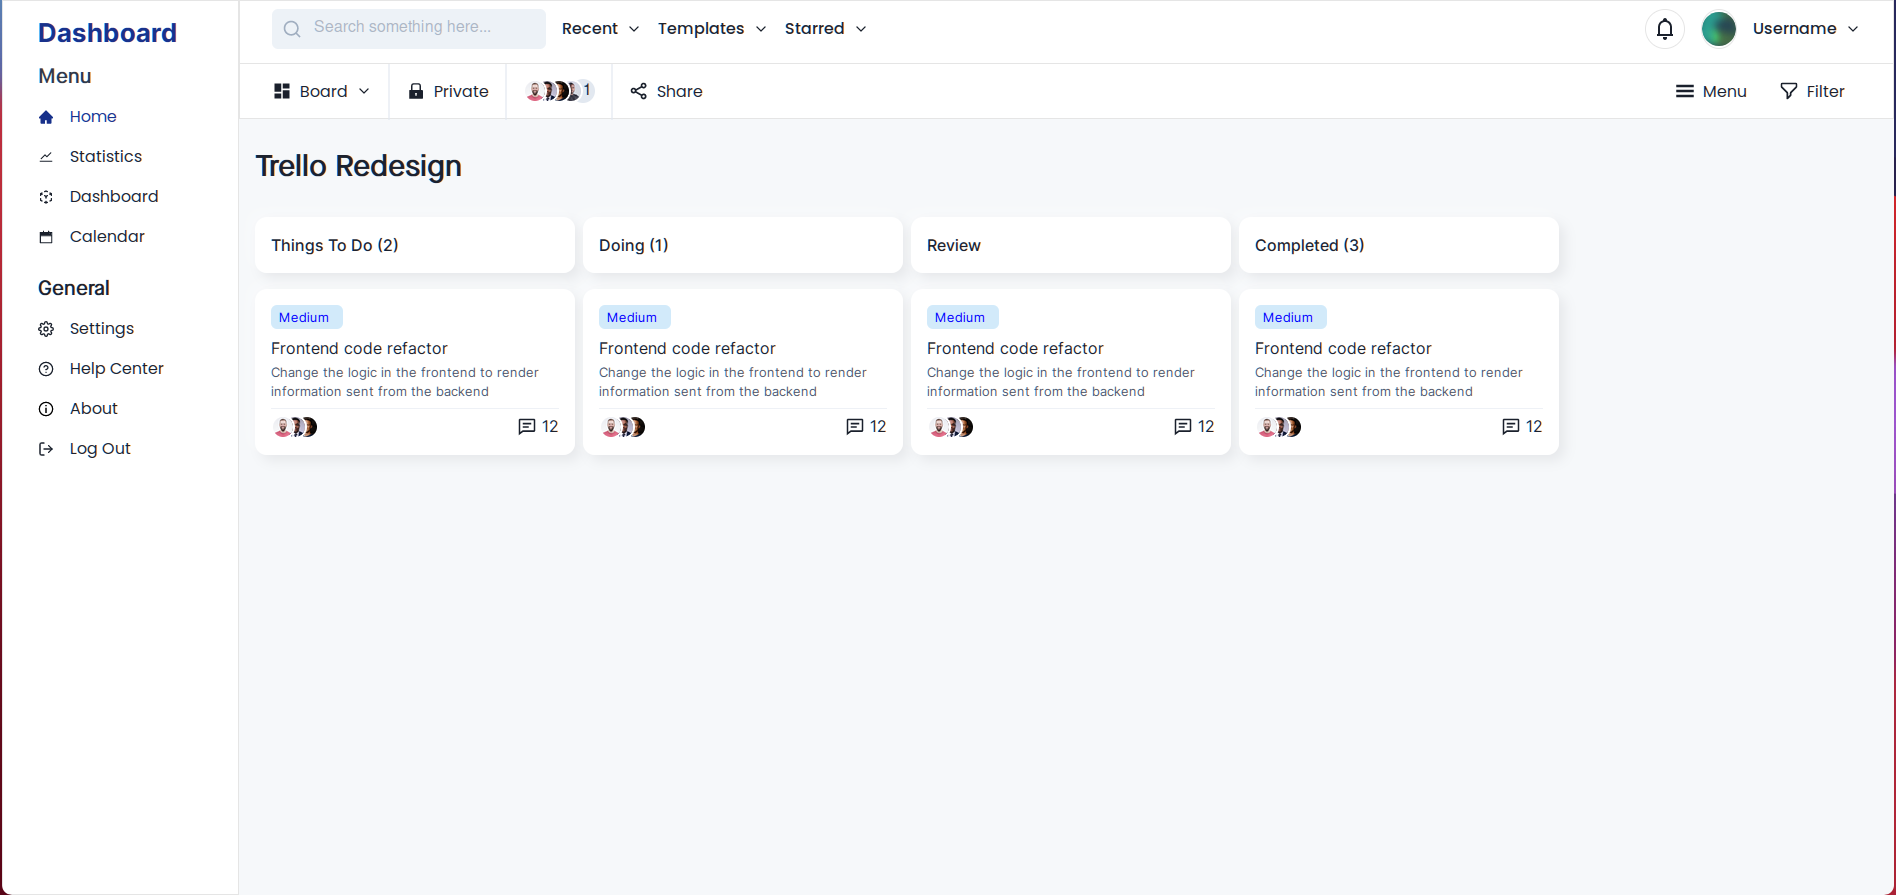 Dashboard
Menu
Home
Statistics
Dashboard
Calendar
General
Settings
Help Center
About
Log Out
Search something here...
Recent
Templates
Starred
Username
Board
Private
1
Share
Menu
Filter
Trello Redesign
Things To Do (2)
Doing (1)
Review
Completed (3)
Medium
Frontend code refactor
Change the logic in the frontend to render
information sent from the backend
12
Medium
Frontend code refactor
Change the logic in the frontend to render
information sent from the backend
12
Medium
Frontend code refactor
Change the logic in the frontend to render
information sent from the backend
12
Medium
Frontend code refactor
Change the logic in the frontend to render
information sent from the backend
12